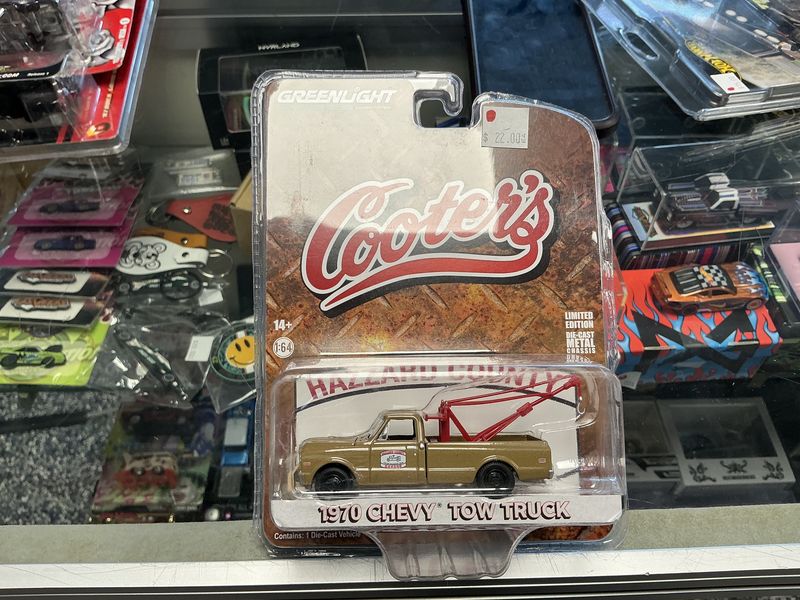 GREENLIGHT
$ 22.00
Cooter's
14+
1:64
LIMITED
EDITION
DIE-CAST
METAL
CHASSIS
HAZZARD COUNTY
1970 CHEVY® TOW TRUCK
Contains: 1 Die-Cast Vehicle